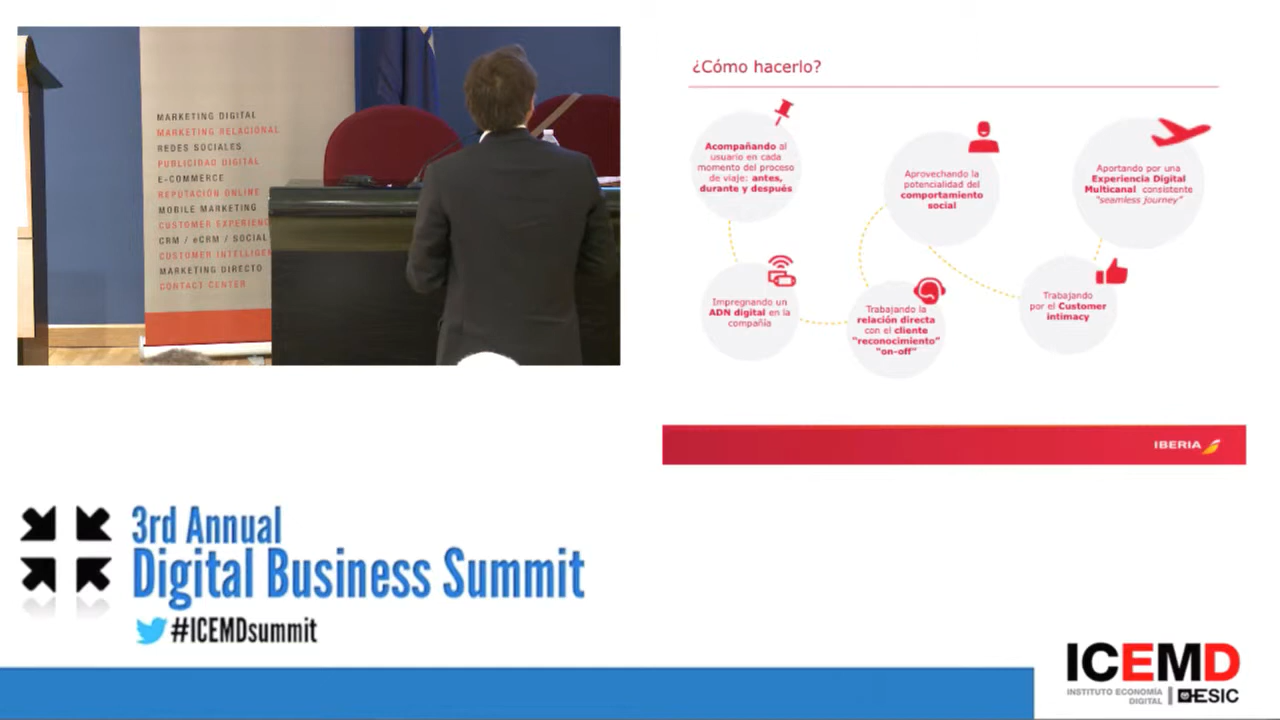 MARKETING DIGITAL
MARKETING RELACIONAL
REDES SOCIALES
PUBLICIDAD DIGITAL
E-COMMERCE
REPUTACIÓN ONLINE
MOBILE MARKETING
CUSTOMER EXPERIENC
CRM / eCRM / SOCIAL
CUSTOMER INTELLIGEN
MARKETING DIRECTO
CONTACT CENTER
¿Cómo hacerlo?
Acompañando al
usuario en cada
momento del proceso
de viaje: antes,
durante y después
Impregnando un
ADN digital en la
compañía
Trabajando la
relación directa
con el cliente
"reconocimiento"
"on-off"
Aprovechando la
potencialidad del
comportamiento
social
Trabajando
por el Customer
intimacy
Aportando por una
Experiencia Digital
Multicanal consistente
"seamless journey"
IBERIA
3rd Annual
Digital Business Summit
#ICEMDsummit
ICEMD
INSTITUTO ECONOMÍA
DIGITAL
ESIC